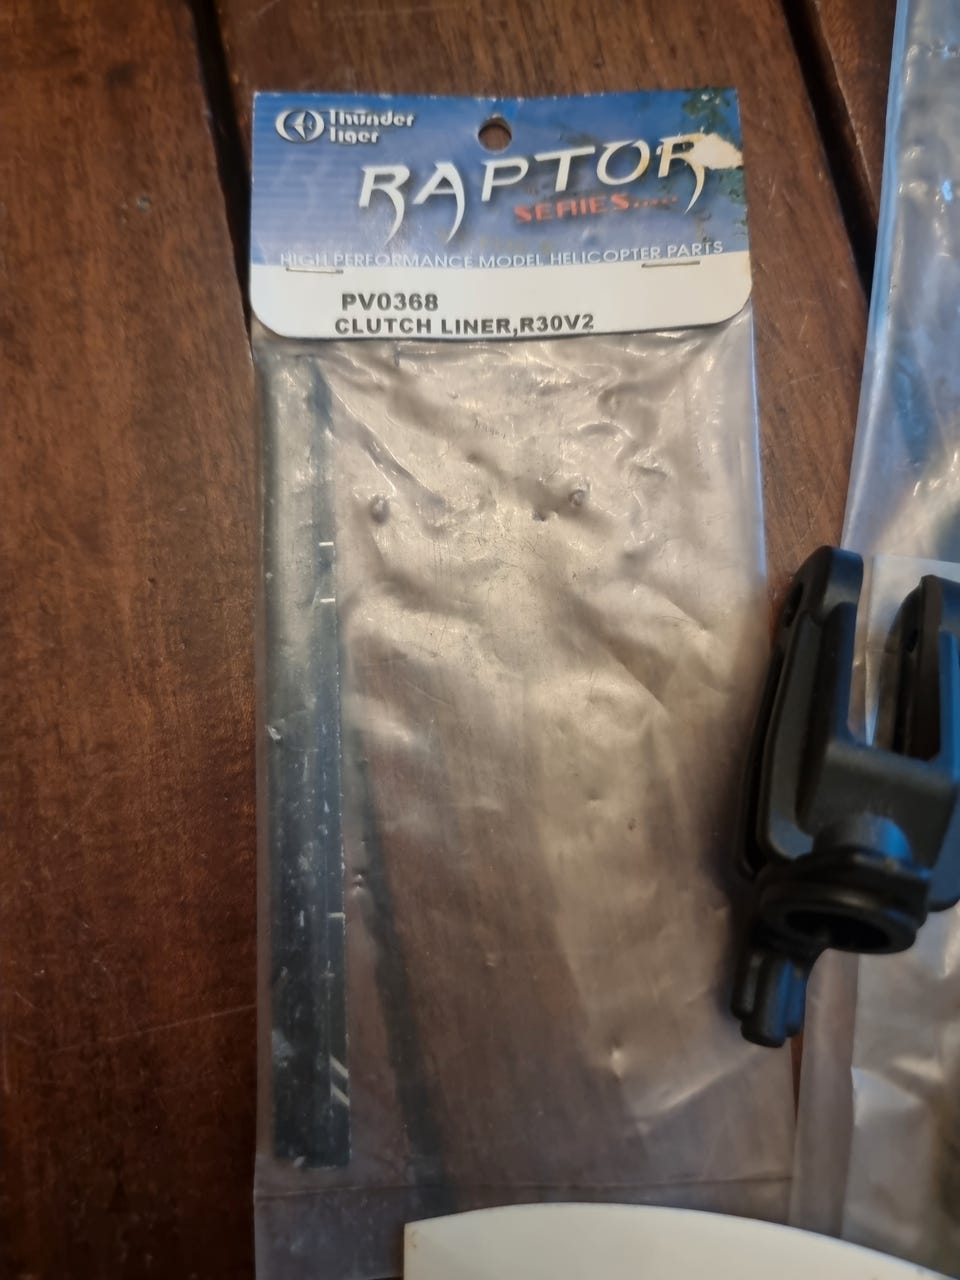 Thunder
Tiger
RAPTOR
SERIES.....
HIGH PERFORMANCE MODEL HELICOPTER PARTS
PV0368
CLUTCH LINER,R30V2